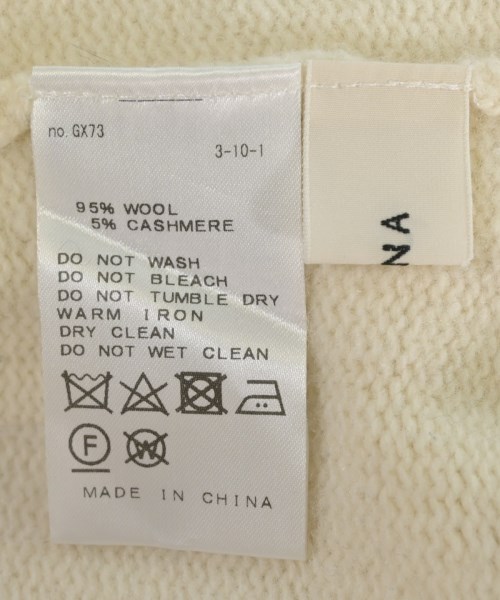 no. GX73
3-10-1
95% WOOL
5% CASHMERE
DO NOT WASH
DO NOT BLEACH
DO NOT TUMBLE DRY
WARM IRON
DRY CLEAN
DO NOT WET CLEAN
F
W
MADE IN CHINA
NA